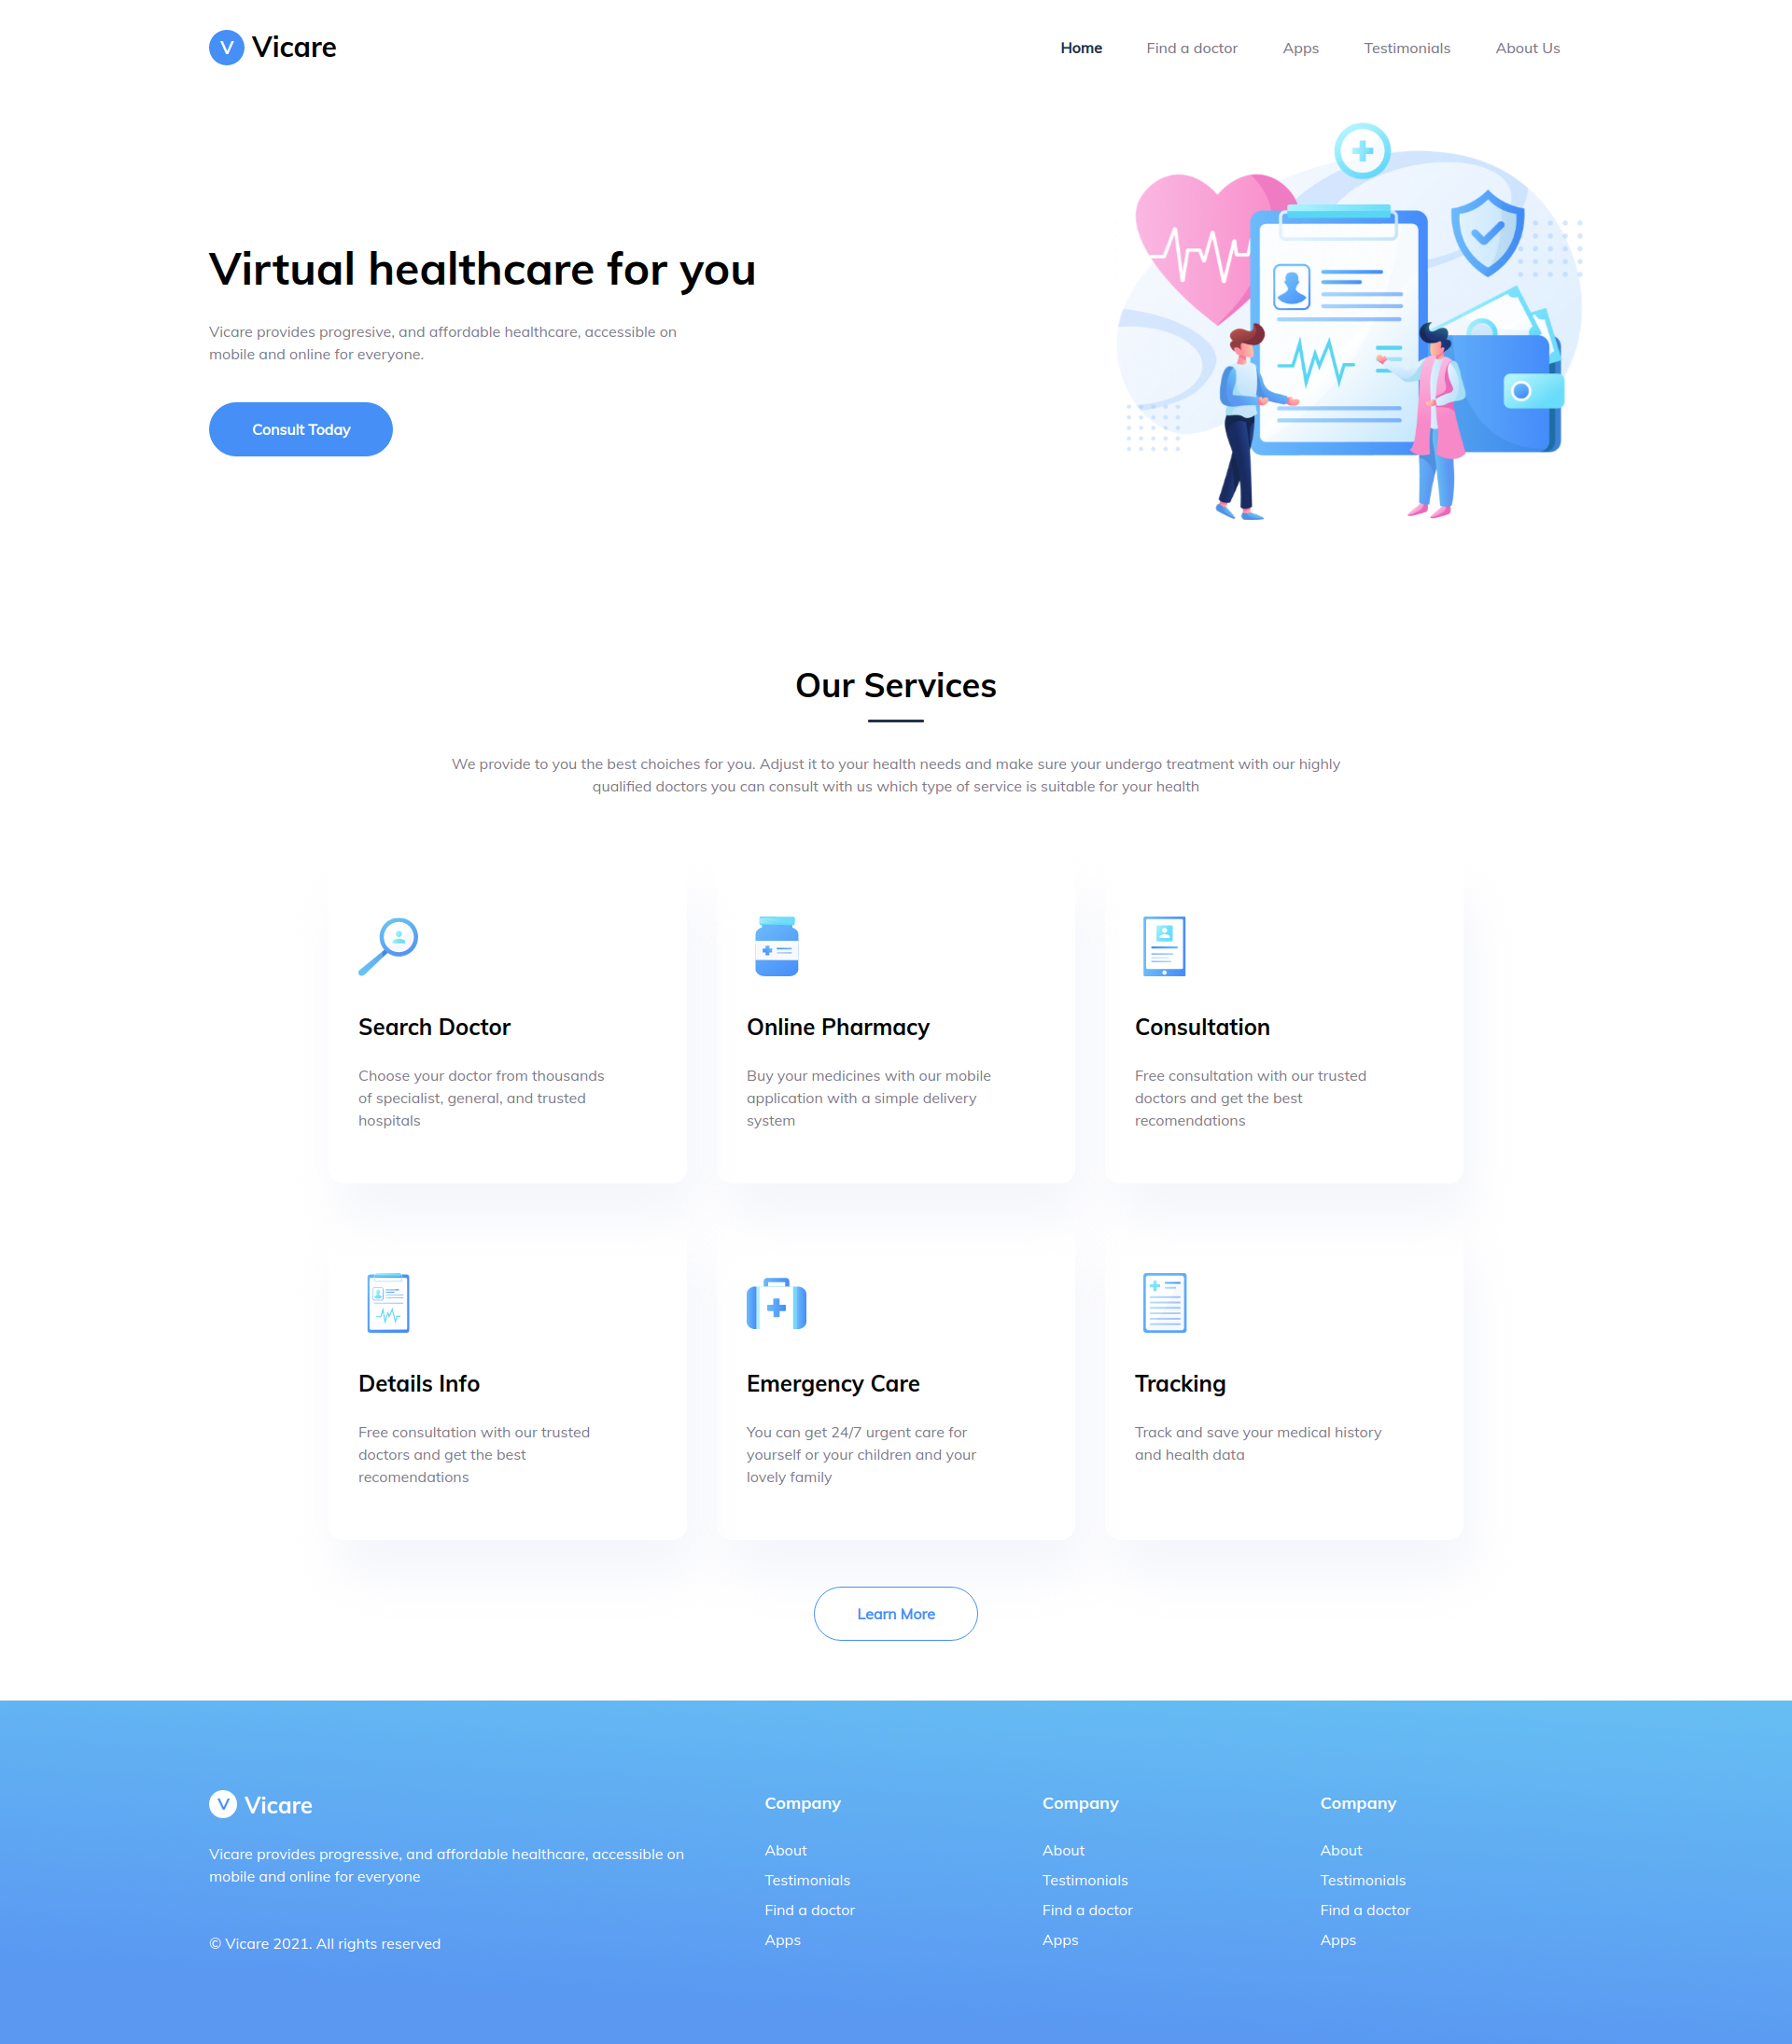 V Vicare
Home Find a doctor Apps Testimonials About Us
Virtual healthcare for you
Vicare provides progresive, and affordable healthcare, accessible on
mobile and online for everyone.
Consult Today
Our Services
We provide to you the best choiches for you. Adjust it to your health needs and make sure your undergo treatment with our highly
qualified doctors you can consult with us which type of service is suitable for your health
Search Doctor
Choose your doctor from thousands
of specialist, general, and trusted
hospitals
Online Pharmacy
Buy your medicines with our mobile
application with a simple delivery
system
Consultation
Free consultation with our trusted
doctors and get the best
recomendations
Details Info
Free consultation with our trusted
doctors and get the best
recomendations
Emergency Care
You can get 24/7 urgent care for
yourself or your children and your
lovely family
Tracking
Track and save your medical history
and health data
Learn More
V Vicare
Vicare provides progressive, and affordable healthcare, accessible on
mobile and online for everyone
© Vicare 2021. All rights reserved
Company
About
Testimonials
Find a doctor
Apps
Company
About
Testimonials
Find a doctor
Apps
Company
About
Testimonials
Find a doctor
Apps